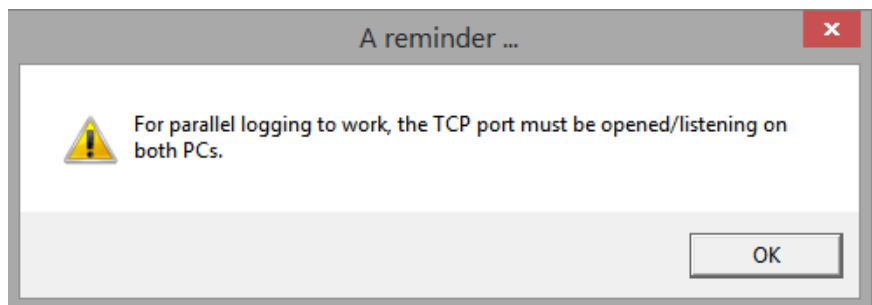 A reminder ...
For parallel logging to work, the TCP port must be opened/listening on
both PCs.
OK